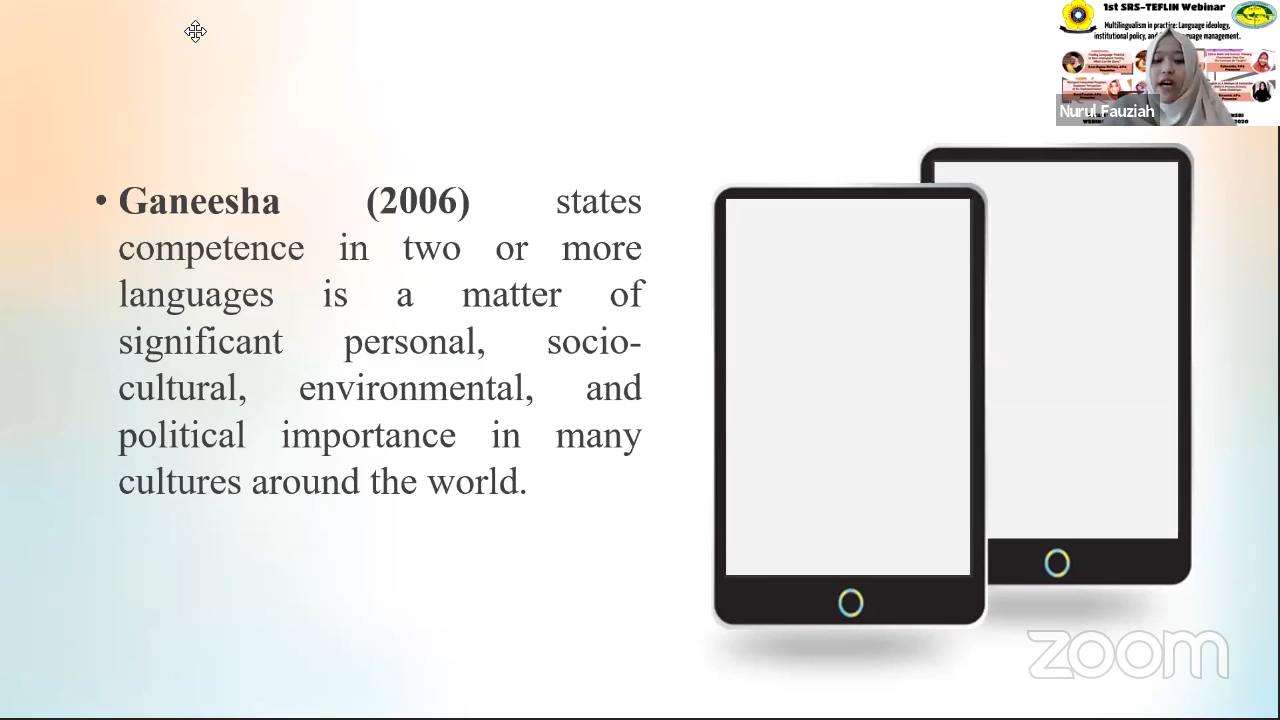 1st SRS-TEFLIN Webinar
Multilingualism in practice: Language ideology,
institutional policy, and
Nurul Fauziah
• Ganeesha (2006) states
competence in two or more
languages is a matter of
significant personal, socio-
cultural, environmental, and
political importance in many
cultures around the world.
zoom